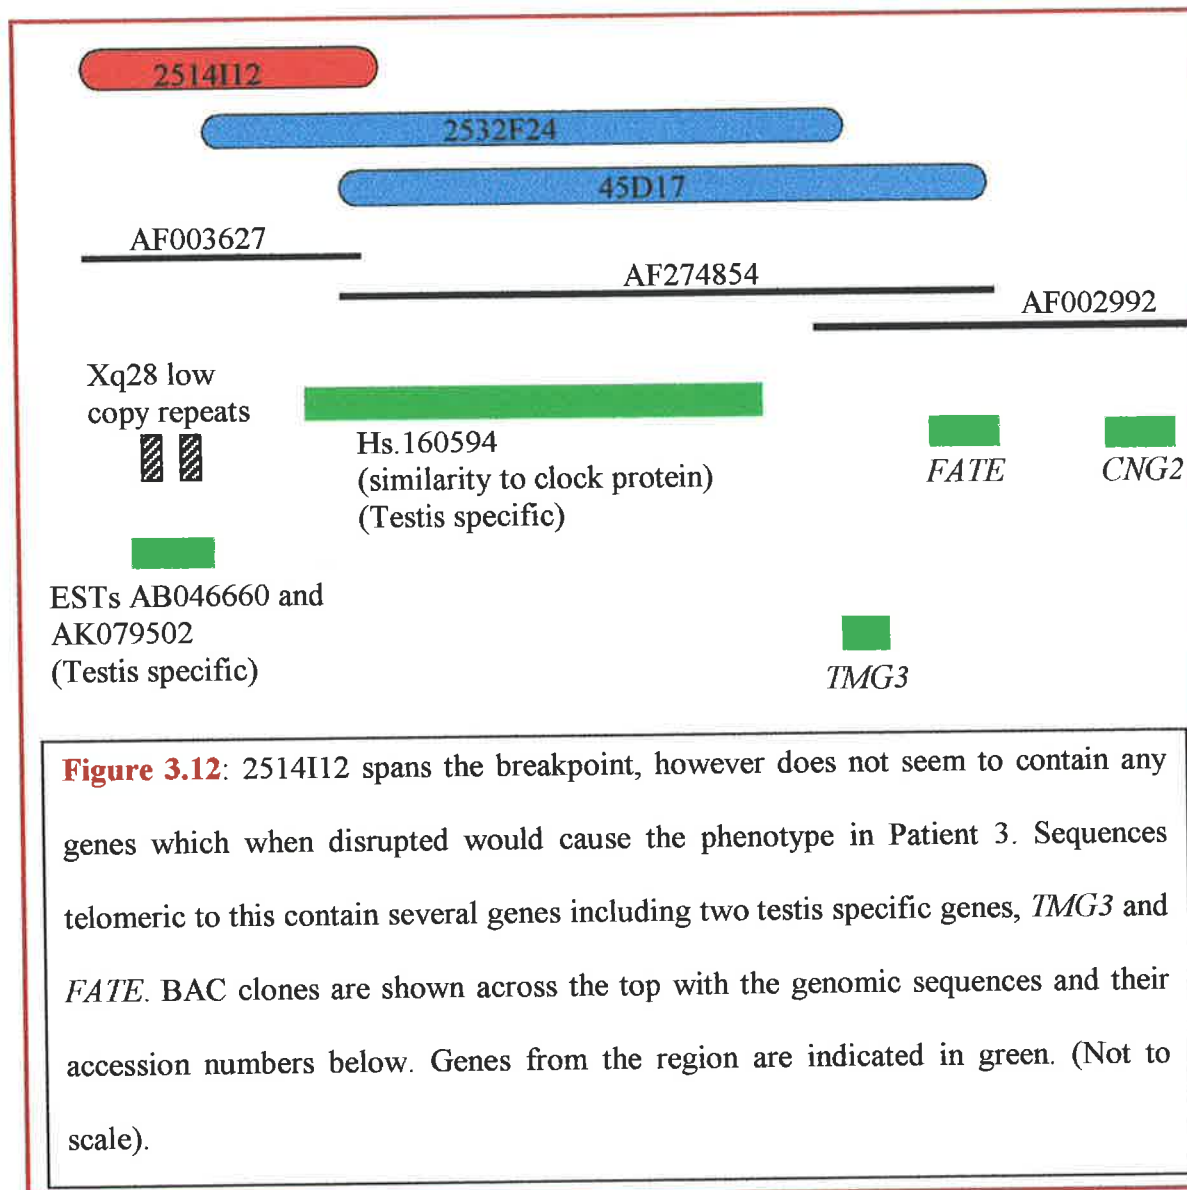 2514I12
2532F24
45D17
AF003627
AF274854
AF002992
Xq28 low
copy repeats
Hs.160594
(similarity to clock protein)
(Testis specific)
FATE
CNG2
ESTs AB046660 and
AK079502
(Testis specific)
TMG3
Figure 3.12: 2514I12 spans the breakpoint, however does not seem to contain any
genes which when disrupted would cause the phenotype in Patient 3. Sequences
telomeric to this contain several genes including two testis specific genes, TMG3 and
FATE. BAC clones are shown across the top with the genomic sequences and their
accession numbers below. Genes from the region are indicated in green. (Not to
scale).